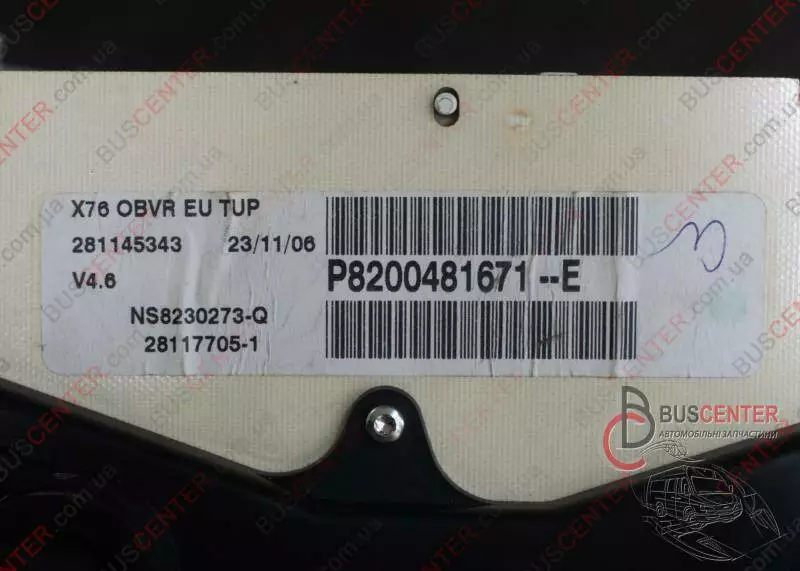 X76 OBVR EU TUP
281145343 23/11/06
V4.6
P8200481671--E
NS8230273-Q
28117705-1
BUSCENTER
АВТОМОБІЛЬНІ ЗАПЧАСТИНИ
BUSCENTER.com.ua